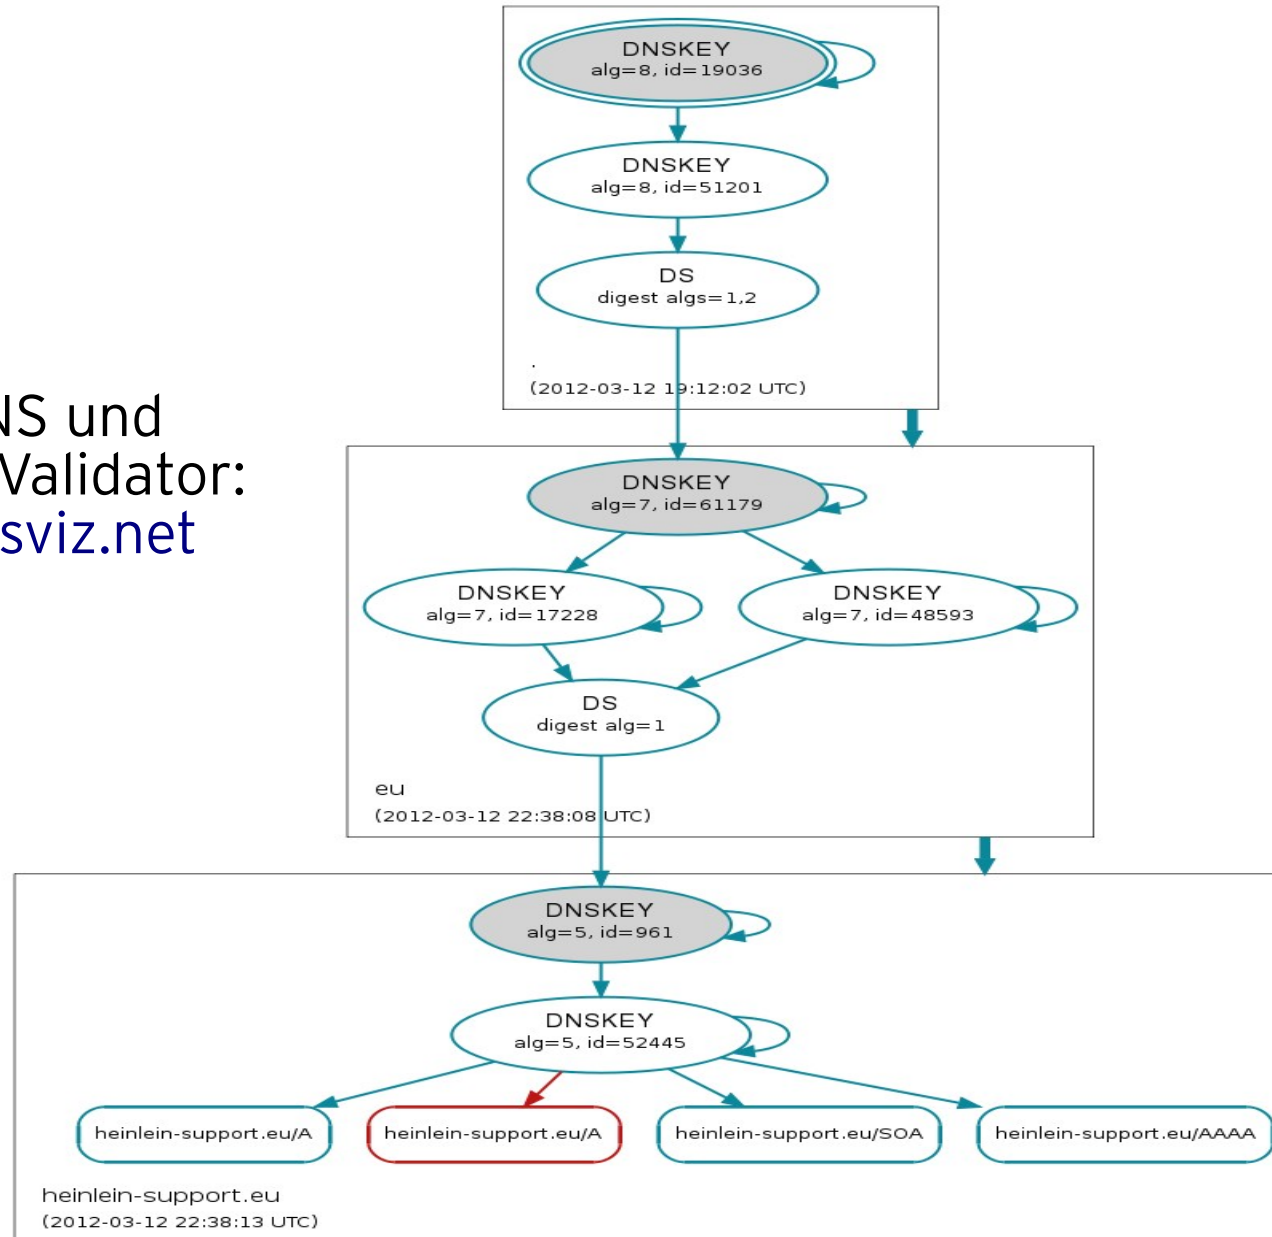 DNSKEY
alg=8, id=19036
DNSKEY
alg=8, id=51201
DS
digest algs=1,2
.
(2012-03-12 19:12:02 UTC)
NS und
Validator:
sviz.net
DNSKEY
alg=7, id=61179
DNSKEY
alg=7, id=17228
DNSKEY
alg=7, id=48593
DS
digest alg=1
eu
(2012-03-12 22:38:08 UTC)
DNSKEY
alg=5, id=961
DNSKEY
alg=5, id=52445
heinlein-support.eu/A
heinlein-support.eu/A
heinlein-support.eu/SOA
heinlein-support.eu/AAAA
heinlein-support.eu
(2012-03-12 22:38:13 UTC)